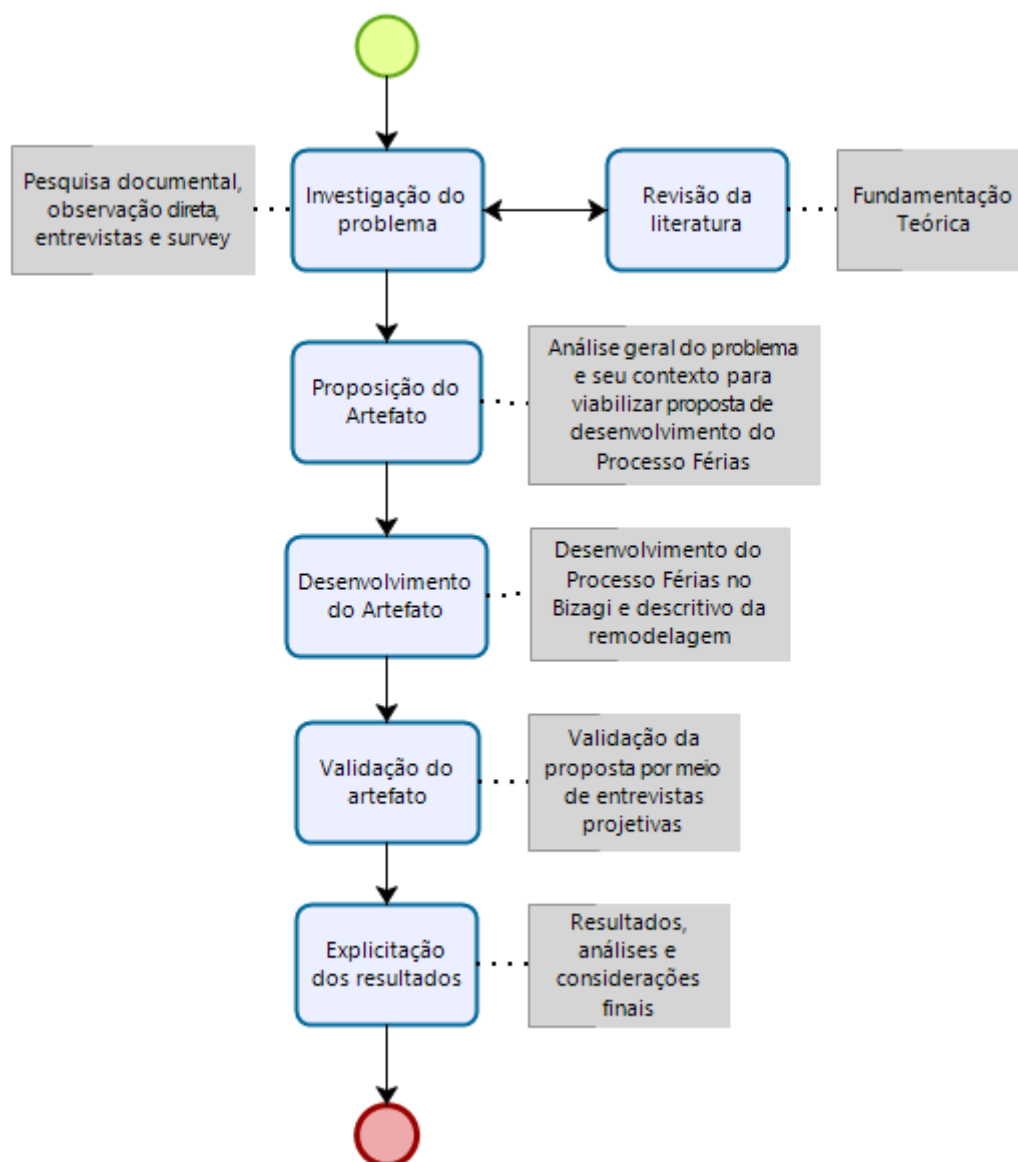 Pesquisa documental,
observação direta,
entrevistas e survey
Investigação do
problema
Revisão da
literatura
Fundamentação
Teórica
Proposição do
Artefato
Análise geral do problema
e seu contexto para
viabilizar proposta de
desenvolvimento do
Processo Férias
Desenvolvimento
do Artefato
Desenvolvimento do
Processo Férias no
Bizagi e descritivo da
remodelagem
Validação do
artefato
Validação da
proposta por meio
de entrevistas
projetivas
Explicitação
dos resultados
Resultados,
análises e
considerações
finais